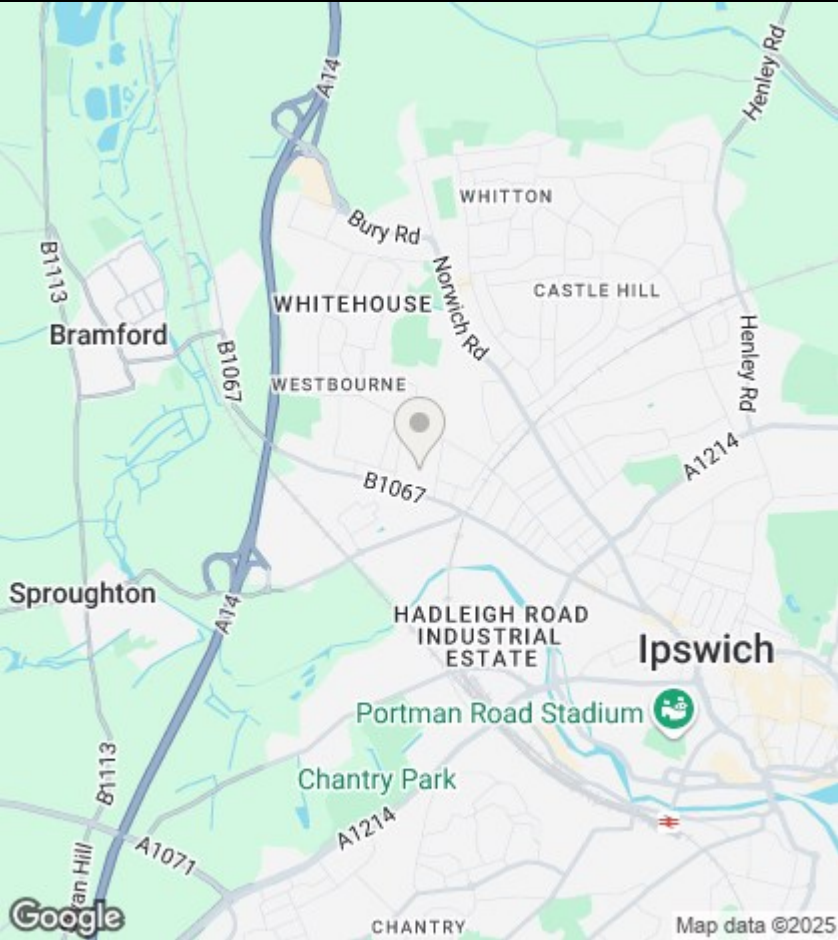 A14
Henley Rd
WHITTON
Bury Rd
B1113
Norwich Rd
CASTLE HILL
WHITEHOUSE
Bramford
B1067
Henley Rd
WESTBOURNE
A1214
B1067
Sproughton
A14
HADLEIGH ROAD
INDUSTRIAL
ESTATE
Ipswich
Portman Road Stadium
B1113
Chantry Park
A1214
A1071
Hill
CHANTRY
Google
Map data ©2025